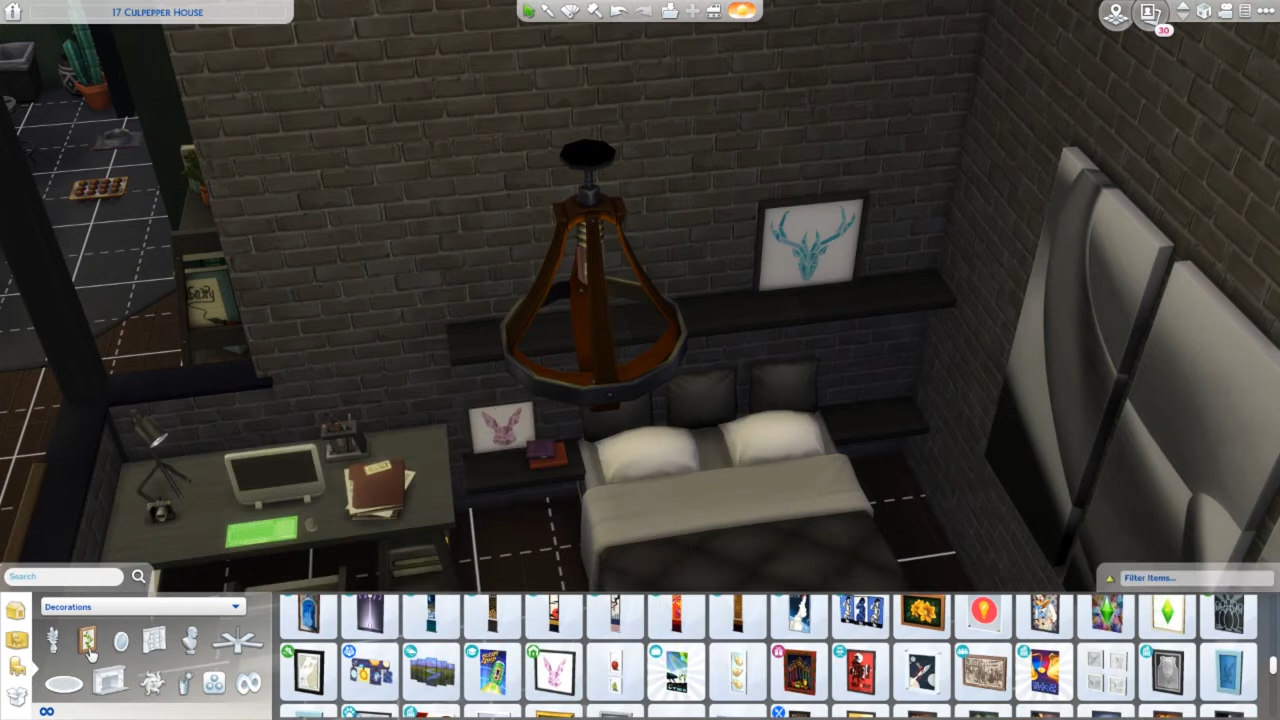 17 Culpepper House
30
Search
Filter Items...
Decorations